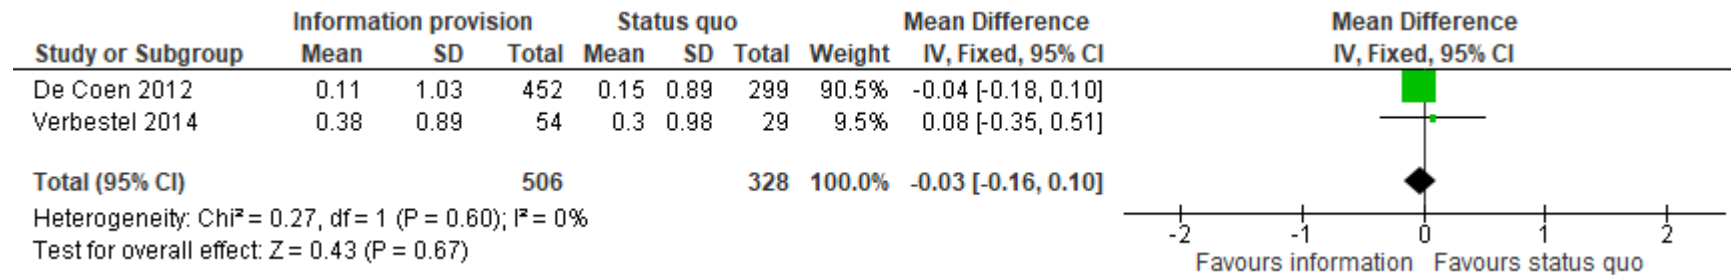 Information provision Status quo Mean Difference Mean Difference
Study or Subgroup Mean SD Total Mean SD Total Weight IV, Fixed, 95% CI IV, Fixed, 95% CI
De Coen 2012 0.11 1.03 452 0.15 0.89 299 90.5% -0.04 [-0.18, 0.10]
Verbestel 2014 0.38 0.89 54 0.3 0.98 29 9.5% 0.08 [-0.35, 0.51]
Total (95% CI) 506 328 100.0% -0.03 [-0.16, 0.10]
Heterogeneity: Chi² = 0.27, df = 1 (P = 0.60); I² = 0%
Test for overall effect: Z = 0.43 (P = 0.67)
-2 -1 0 1 2
Favours information Favours status quo